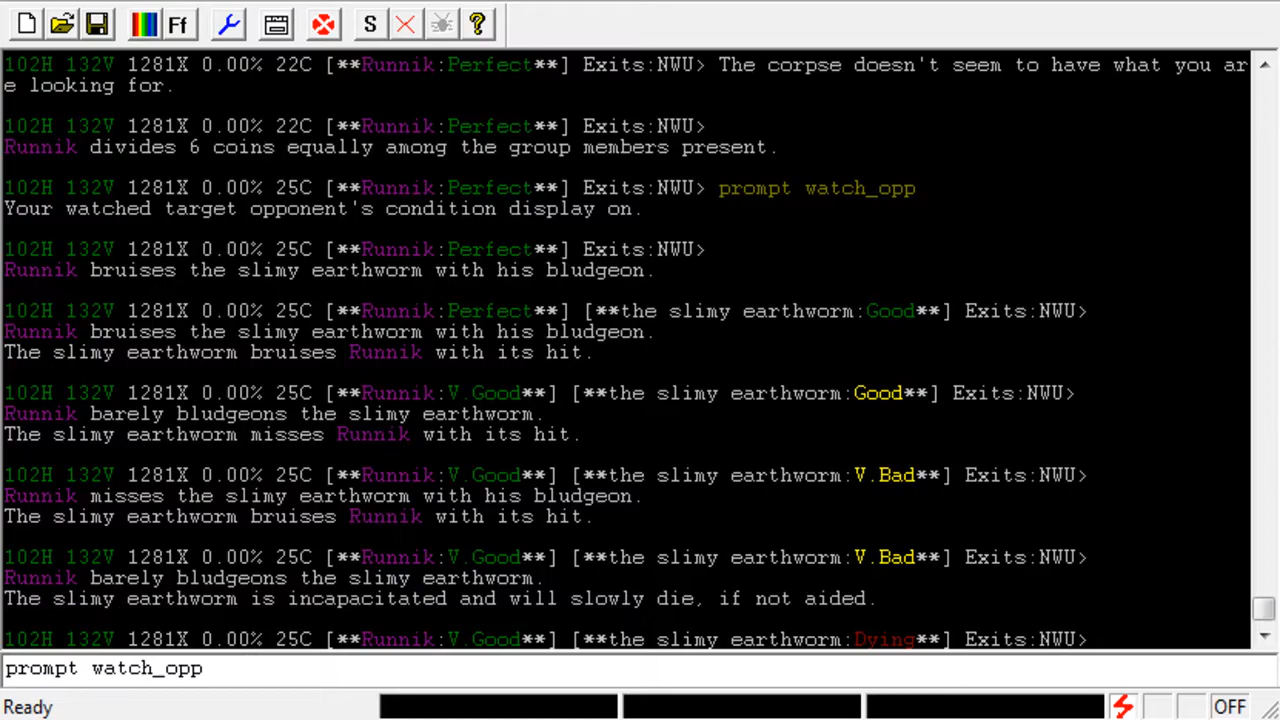 Ff S ?
102H 132V 1281X 0.00% 22C [**Runnik:Perfect**] Exits:NWU> The corpse doesn't seem to have what you ar
e looking for.
102H 132V 1281X 0.00% 22C [**Runnik:Perfect**] Exits:NWU>
Runnik divides 6 coins equally among the group members present.
102H 132V 1281X 0.00% 25C [**Runnik:Perfect**] Exits:NWU> prompt watch_opp
Your watched target opponent's condition display on.
102H 132V 1281X 0.00% 25C [**Runnik:Perfect**] Exits:NWU>
Runnik bruises the slimy earthworm with his bludgeon.
102H 132V 1281X 0.00% 25C [**Runnik:Perfect**] [**the slimy earthworm:Good**] Exits:NWU>
Runnik bruises the slimy earthworm with his bludgeon.
The slimy earthworm bruises Runnik with its hit.
102H 132V 1281X 0.00% 25C [**Runnik:V.Good**] [**the slimy earthworm:Good**] Exits:NWU>
Runnik barely bludgeons the slimy earthworm.
The slimy earthworm misses Runnik with its hit.
102H 132V 1281X 0.00% 25C [**Runnik:V.Good**] [**the slimy earthworm:V.Bad**] Exits:NWU>
Runnik misses the slimy earthworm with his bludgeon.
The slimy earthworm bruises Runnik with its hit.
102H 132V 1281X 0.00% 25C [**Runnik:V.Good**] [**the slimy earthworm:V.Bad**] Exits:NWU>
Runnik barely bludgeons the slimy earthworm.
The slimy earthworm is incapacitated and will slowly die, if not aided.
102H 132V 1281X 0.00% 25C [**Runnik:V.Good**] [**the slimy earthworm:Dying**] Exits:NWU>
prompt watch_opp
Ready OFF